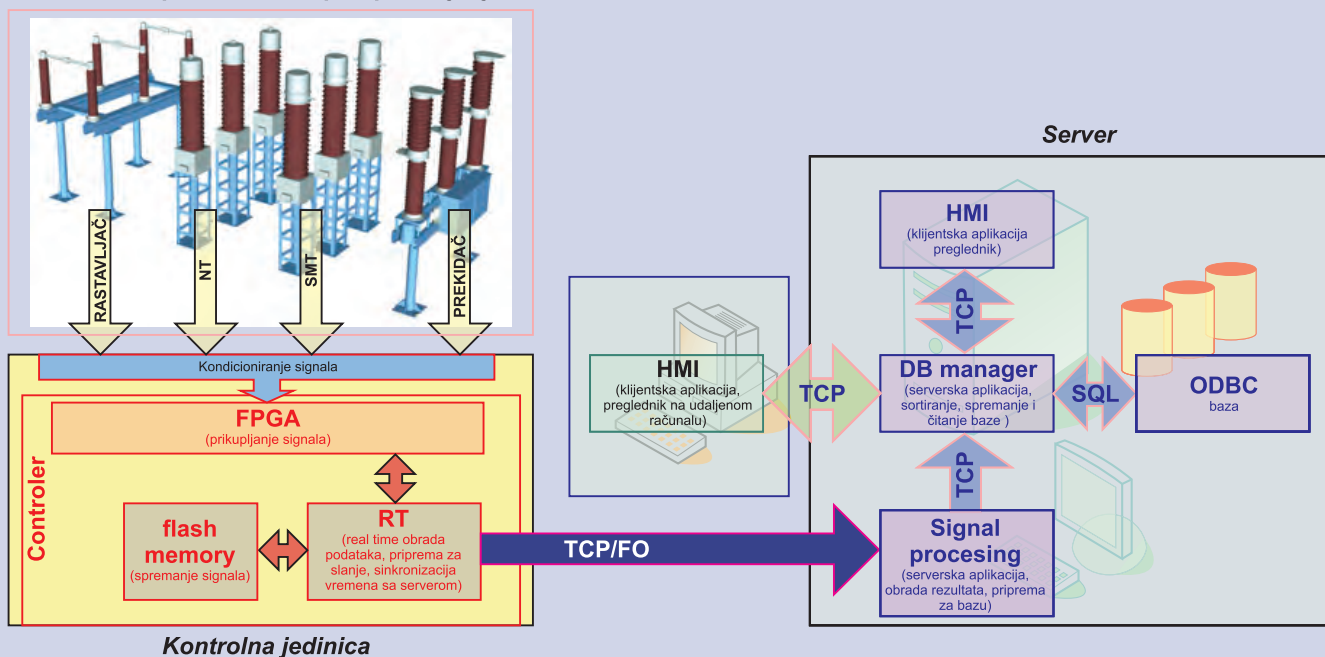 Server
RASTAVLJAČ
NT
SMT
PREKIDAČ
Kondicioniranje signala
FPGA
(prikupljanje signala)
Controler
flash
memory
(spremanje signala)
RT
(real time obrada
podataka, priprema za
slanje, sinkronizacija
vremena sa serverom)
Kontrolna jedinica
TCP/FO
HMI
(klijentska aplikacija,
preglednik na udaljenom
računalu)
TCP
HMI
(klijentska aplikacija
preglednik)
TCP
DB manager
(serverska aplikacija,
sortiranje, spremanje i
čitanje baze )
SQL
ODBC
baza
TCP
Signal
procesing
(serverska aplikacija,
obrada rezultata, priprema
za bazu)